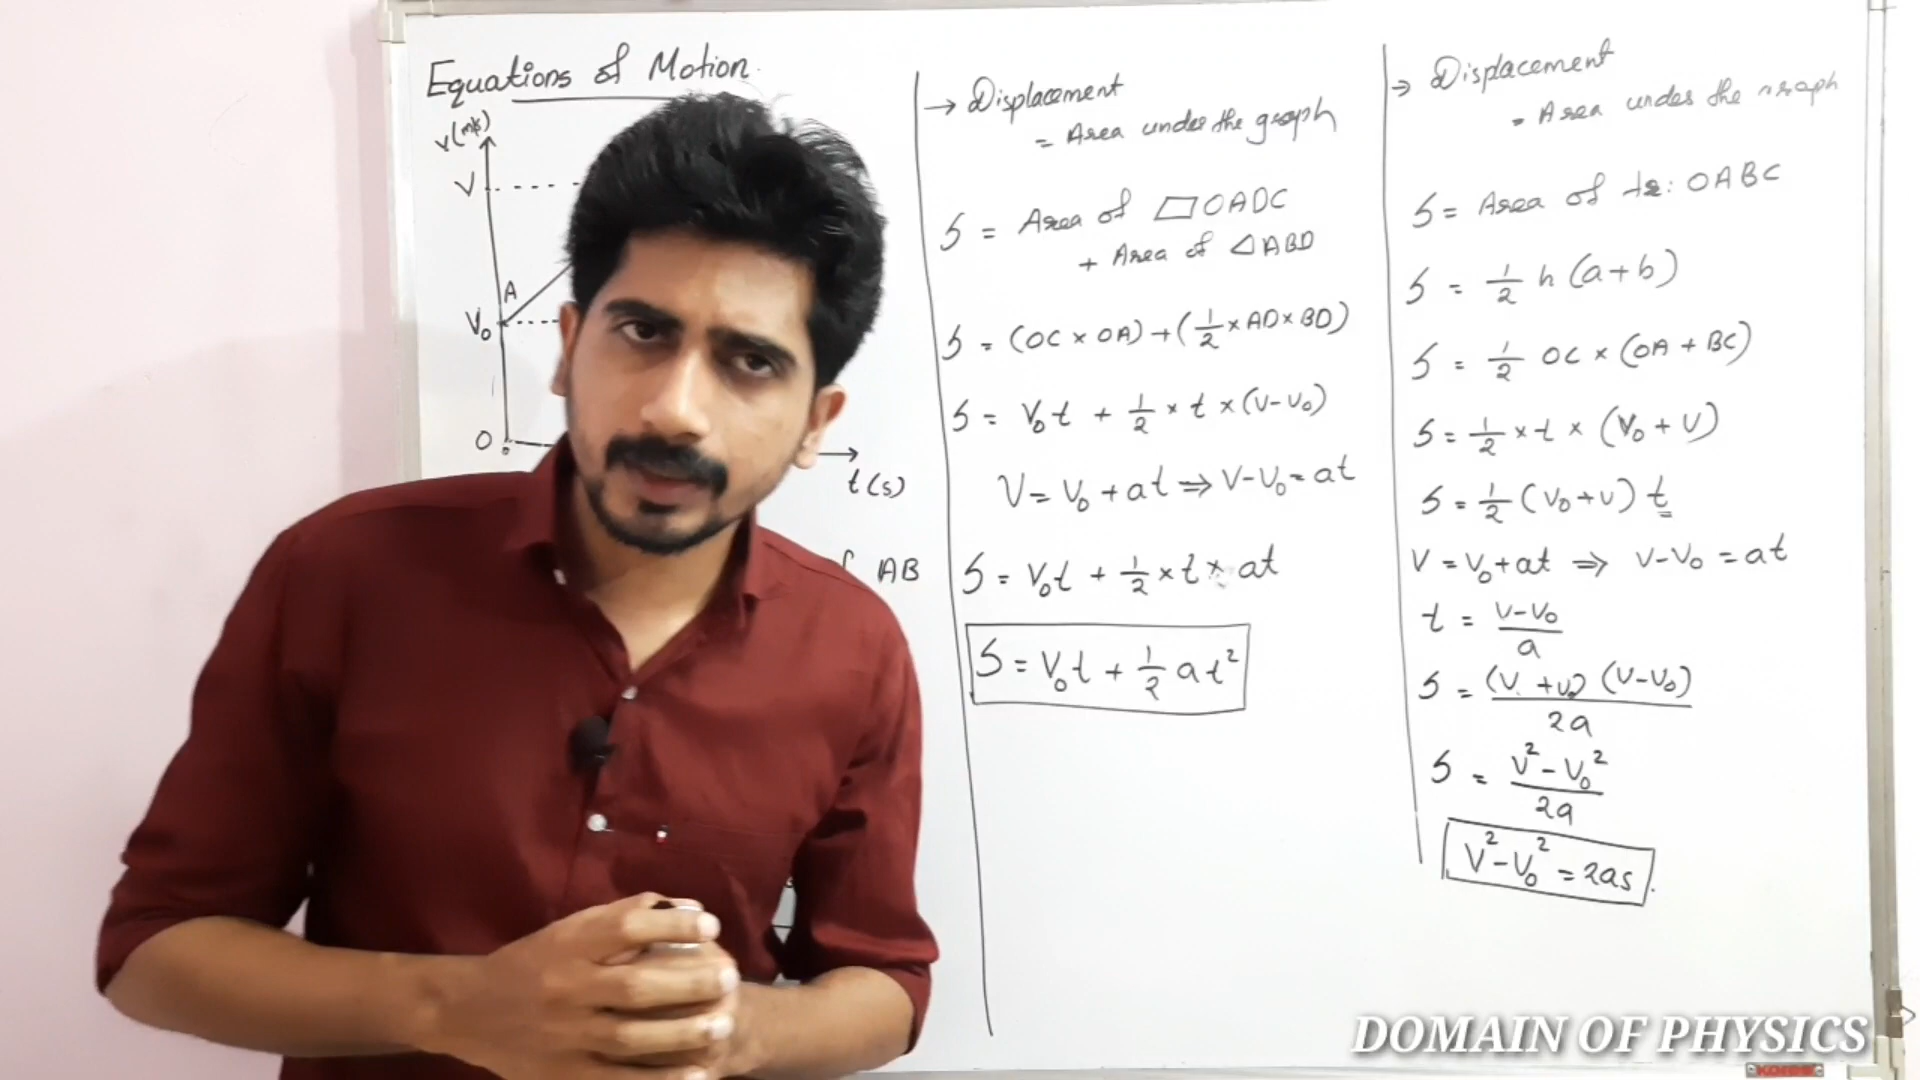 Equations of Motion
V(m/s)
V
A
V₀
O
t(s)
AB
→ Displacement
= Area under the graph
S = Area of ▭OADC
+ Area of △ABD
S = (OC × OA) + (1/2 × AD × BD)
S = V₀t + 1/2 × t × (V-V₀)
V = V₀ + at ⇒ V-V₀ = at
S = V₀t + 1/2 × t × at
S = V₀t + 1/2 at²
→ Displacement
= Area under the graph
S = Area of tz: OABC
S = 1/2 h (a+b)
S = 1/2 OC × (OA + BC)
S = 1/2 × t × (V₀ + V)
S = 1/2 (V₀+V) t
V = V₀+at ⇒ V-V₀ = at
t = V-V₀/a
S = (V+V₀) (V-V₀)/2a
S = V²-V₀²/2a
V²-V₀² = 2as.
DOMAIN OF PHYSICS